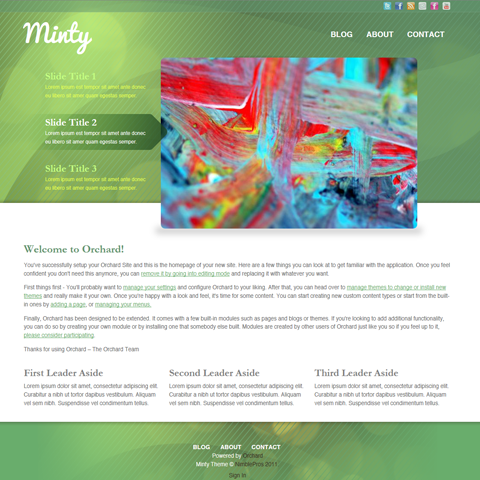 Minty
BLOG ABOUT CONTACT
Slide Title 1
Lorem ipsum est tempor sit amet ante donec
eu libero sit amer quam egestas semper.
Slide Title 2
Lorem ipsum est tempor sit amet ante donec
eu libero sit amer quam egestas semper.
Slide Title 3
Lorem ipsum est tempor sit amet ante donec
eu libero sit amer quam egestas semper.
Welcome to Orchard!
You've successfully setup your Orchard Site and this is the homepage of your new site. Here are a few things you can look at to get familiar with the application. Once you feel
confident you don't need this anymore, you can remove it by going into editing mode and replacing it with whatever you want.
First things first - You'll probably want to manage your settings and configure Orchard to your liking. After that, you can head over to manage themes to change or install new
themes and really make it your own. Once you're happy with a look and feel, it's time for some content. You can start creating new custom content types or start from the built-
in ones by adding a page, or managing your menus.
Finally, Orchard has been designed to be extended. It comes with a few built-in modules such as pages and blogs or themes. If you're looking to add additional functionality,
you can do so by creating your own module or by installing one that somebody else built. Modules are created by other users of Orchard just like you so if you feel up to it,
please consider participating.
Thanks for using Orchard – The Orchard Team
First Leader Aside
Lorem ipsum dolor sit amet, consectetur adipiscing elit.
Curabitur a nibh ut tortor dapibus vestibulum. Aliquam
vel sem nibh. Suspendisse vel condimentum tellus.
Second Leader Aside
Lorem ipsum dolor sit amet, consectetur adipiscing elit.
Curabitur a nibh ut tortor dapibus vestibulum. Aliquam
vel sem nibh. Suspendisse vel condimentum tellus.
Third Leader Aside
Lorem ipsum dolor sit amet, consectetur adipiscing elit.
Curabitur a nibh ut tortor dapibus vestibulum. Aliquam
vel sem nibh. Suspendisse vel condimentum tellus.
BLOG ABOUT CONTACT
Powered by Orchard
Minty Theme © NimblePros 2011
Sign In